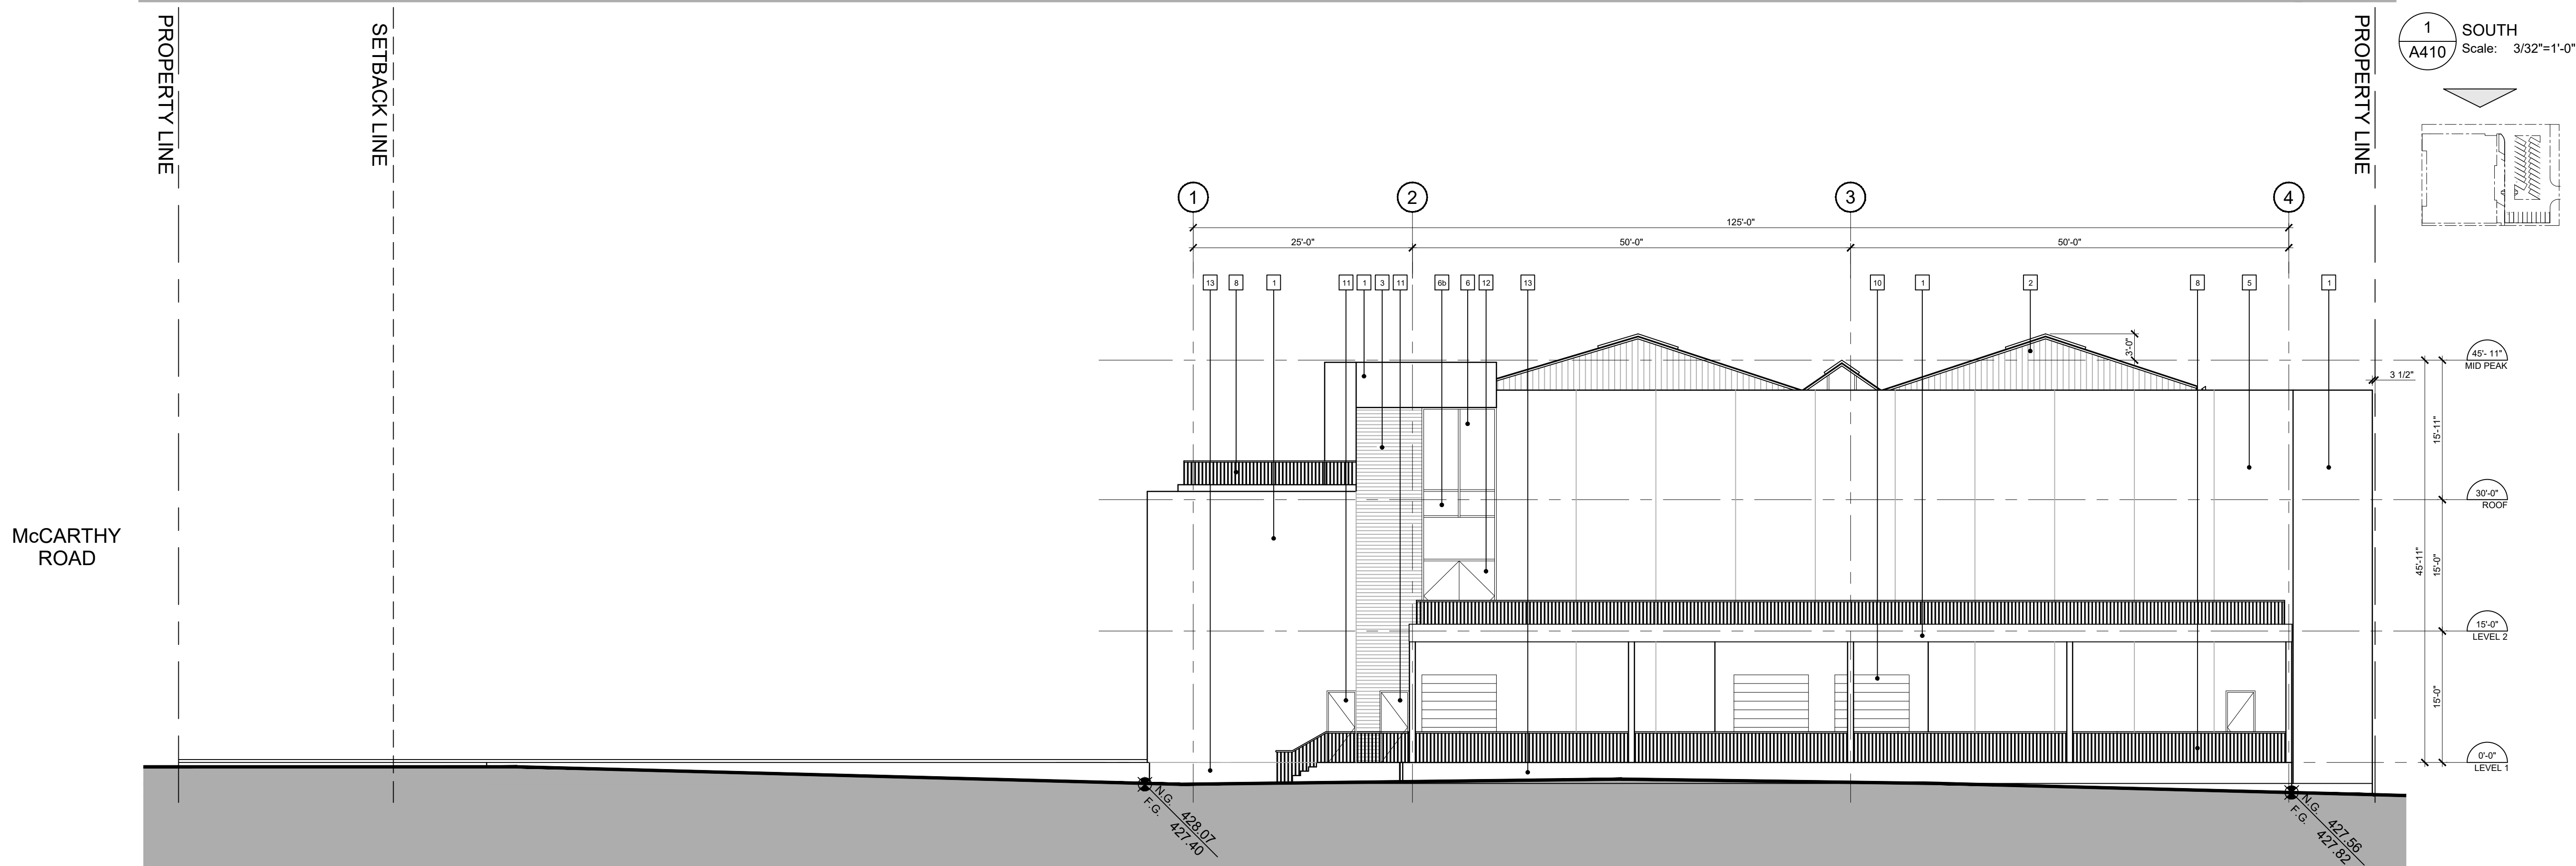 PROPERTY LINE
SETBACK LINE
PROPERTY LINE
1
A410
SOUTH
Scale: 3/32"=1'-0"
1
2
3
4
125'-0"
25'-0"
50'-0"
50'-0"
13
8
1
11
1
3
11
6b
6
12
13
10
1
2
8
5
1
3'-0"
45'- 11"
MID PEAK
3 1/2"
15'-11"
30'-0"
ROOF
McCARTHY
ROAD
45'-11"
15'-0"
15'-0"
LEVEL 2
15'-0"
0'-0"
LEVEL 1
N.G. 428.07
F.G. 427.40
N.G. 427.56
F.G. 427.82